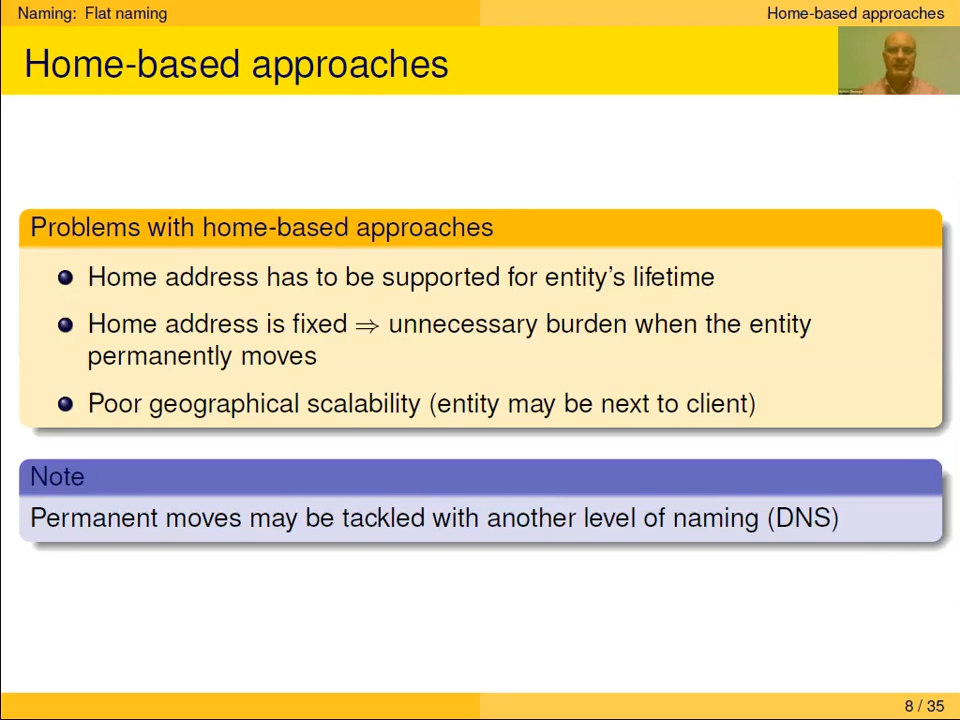 Naming: Flat naming
Home-based approaches
Home-based approaches
Problems with home-based approaches
Home address has to be supported for entity's lifetime
Home address is fixed ⇒ unnecessary burden when the entity
permanently moves
Poor geographical scalability (entity may be next to client)
Note
Permanent moves may be tackled with another level of naming (DNS)
8 / 35